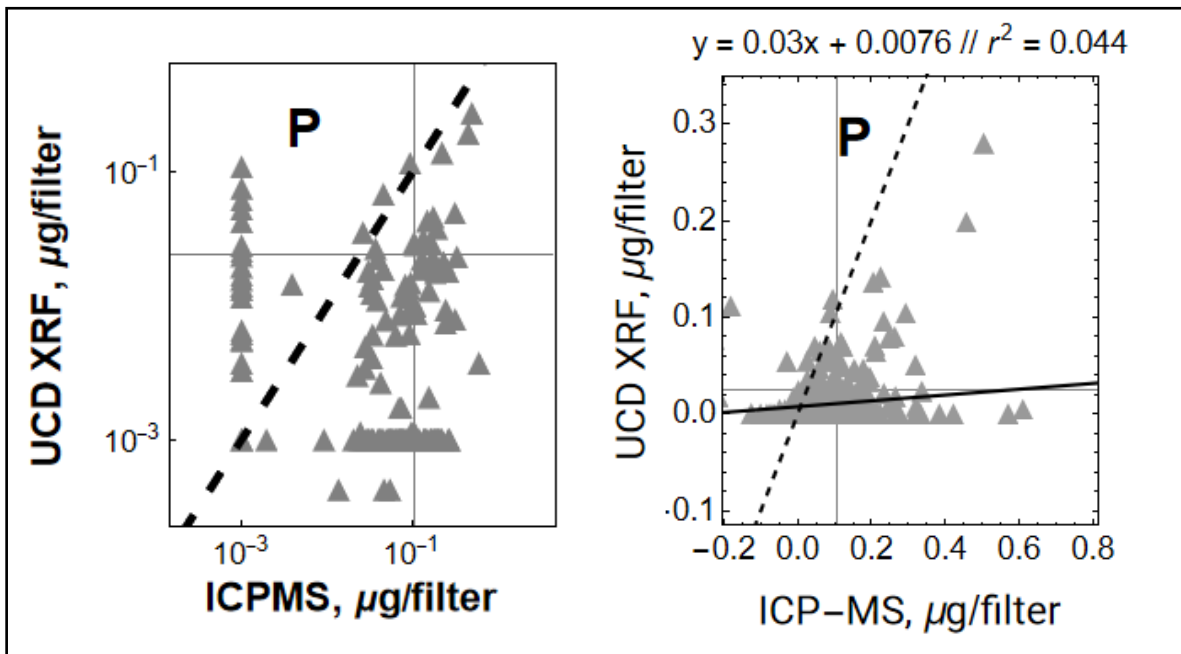 P
UCD XRF, µg/filter
10⁻¹
10⁻³
10⁻³ 10⁻¹
ICPMS, µg/filter
y = 0.03x + 0.0076 // r² = 0.044
P
UCD XRF, µg/filter
0.3
0.2
0.1
0.0
-0.1
−0.2 0.0 0.2 0.4 0.6 0.8
ICP−MS, µg/filter